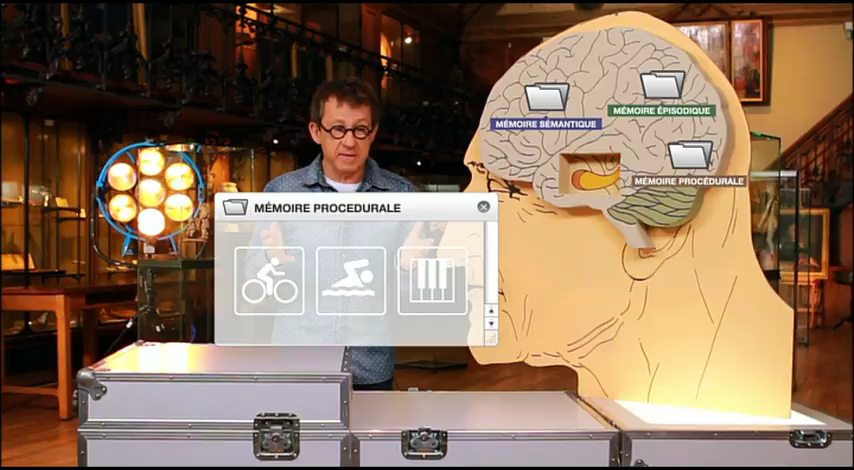 MÉMOIRE SÉMANTIQUE
MÉMOIRE ÉPISODIQUE
MÉMOIRE PROCÉDURALE
MÉMOIRE PROCEDURALE